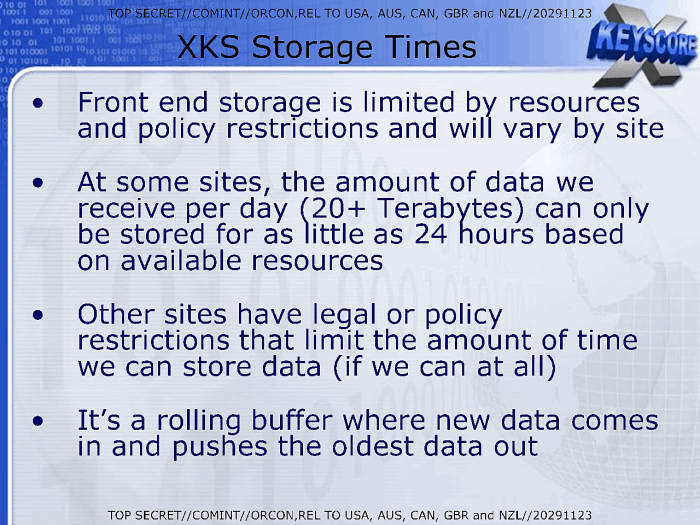 TOP SECRET//COMINT//ORCON,REL TO USA, AUS, CAN, GBR and NZL//20291123
XKS Storage Times
X
KEYSCORE
• Front end storage is limited by resources
and policy restrictions and will vary by site
• At some sites, the amount of data we
receive per day (20+ Terabytes) can only
be stored for as little as 24 hours based
on available resources
• Other sites have legal or policy
restrictions that limit the amount of time
we can store data (if we can at all)
• It's a rolling buffer where new data comes
in and pushes the oldest data out
TOP SECRET//COMINT//ORCON,REL TO USA, AUS, CAN, GBR and NZL//20291123